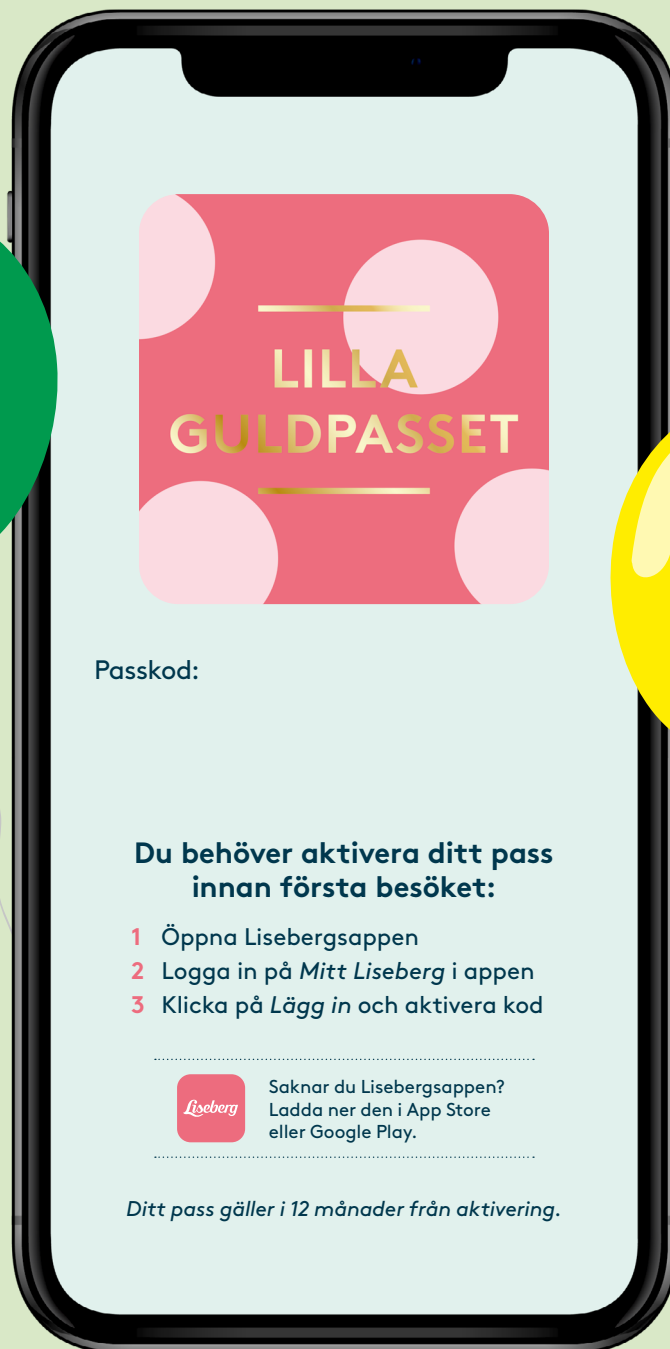 LILLA
GULDPASSET
Passkod:
Du behöver aktivera ditt pass
innan första besöket:
1 Öppna Lisebergsappen
2 Logga in på Mitt Liseberg i appen
3 Klicka på Lägg in och aktivera kod
Liseberg
Saknar du Lisebergsappen?
Ladda ner den i App Store
eller Google Play.
Ditt pass gäller i 12 månader från aktivering.